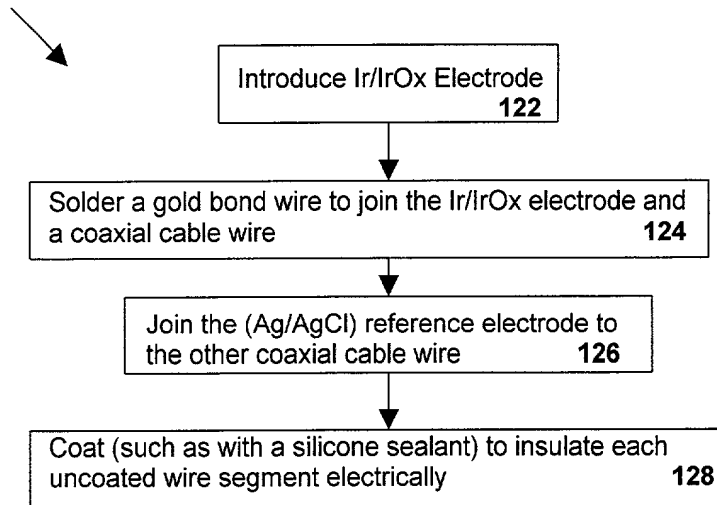 Introduce Ir/IrOx Electrode
122
Solder a gold bond wire to join the Ir/IrOx electrode and
a coaxial cable wire 124
Join the (Ag/AgCl) reference electrode to
the other coaxial cable wire 126
Coat (such as with a silicone sealant) to insulate each
uncoated wire segment electrically 128